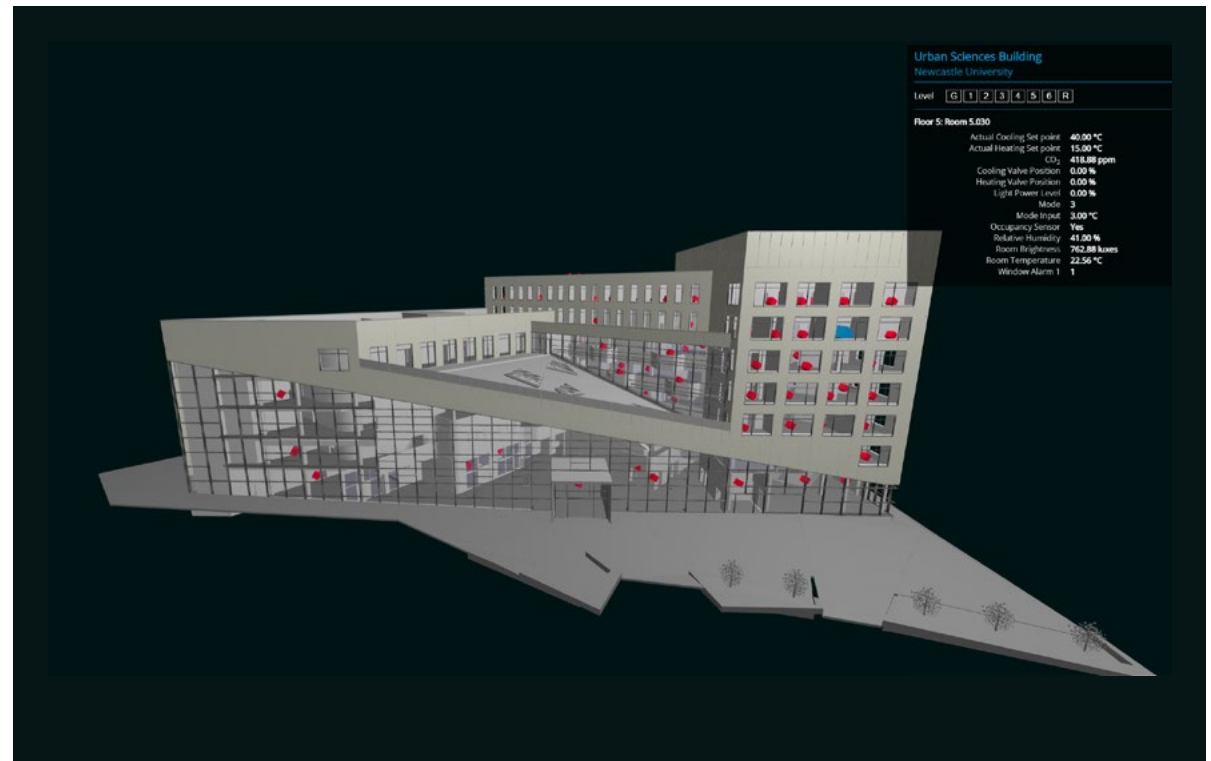 Urban Sciences Building
Newcastle University
Level G 1 2 3 4 5 6 R
Floor 5: Room 5.030
Actual Cooling Set point 40.00 °C
Actual Heating Set point 15.00 °C
CO₂ 418.88 ppm
Cooling Valve Position 0.00 %
Heating Valve Position 0.00 %
Light Power Level 0.00 %
Mode 3
Mode Input 3.00 °C
Occupancy Sensor Yes
Relative Humidity 41.00 %
Room Brightness 762.88 luxes
Room Temperature 22.56 °C
Window Alarm 1 1